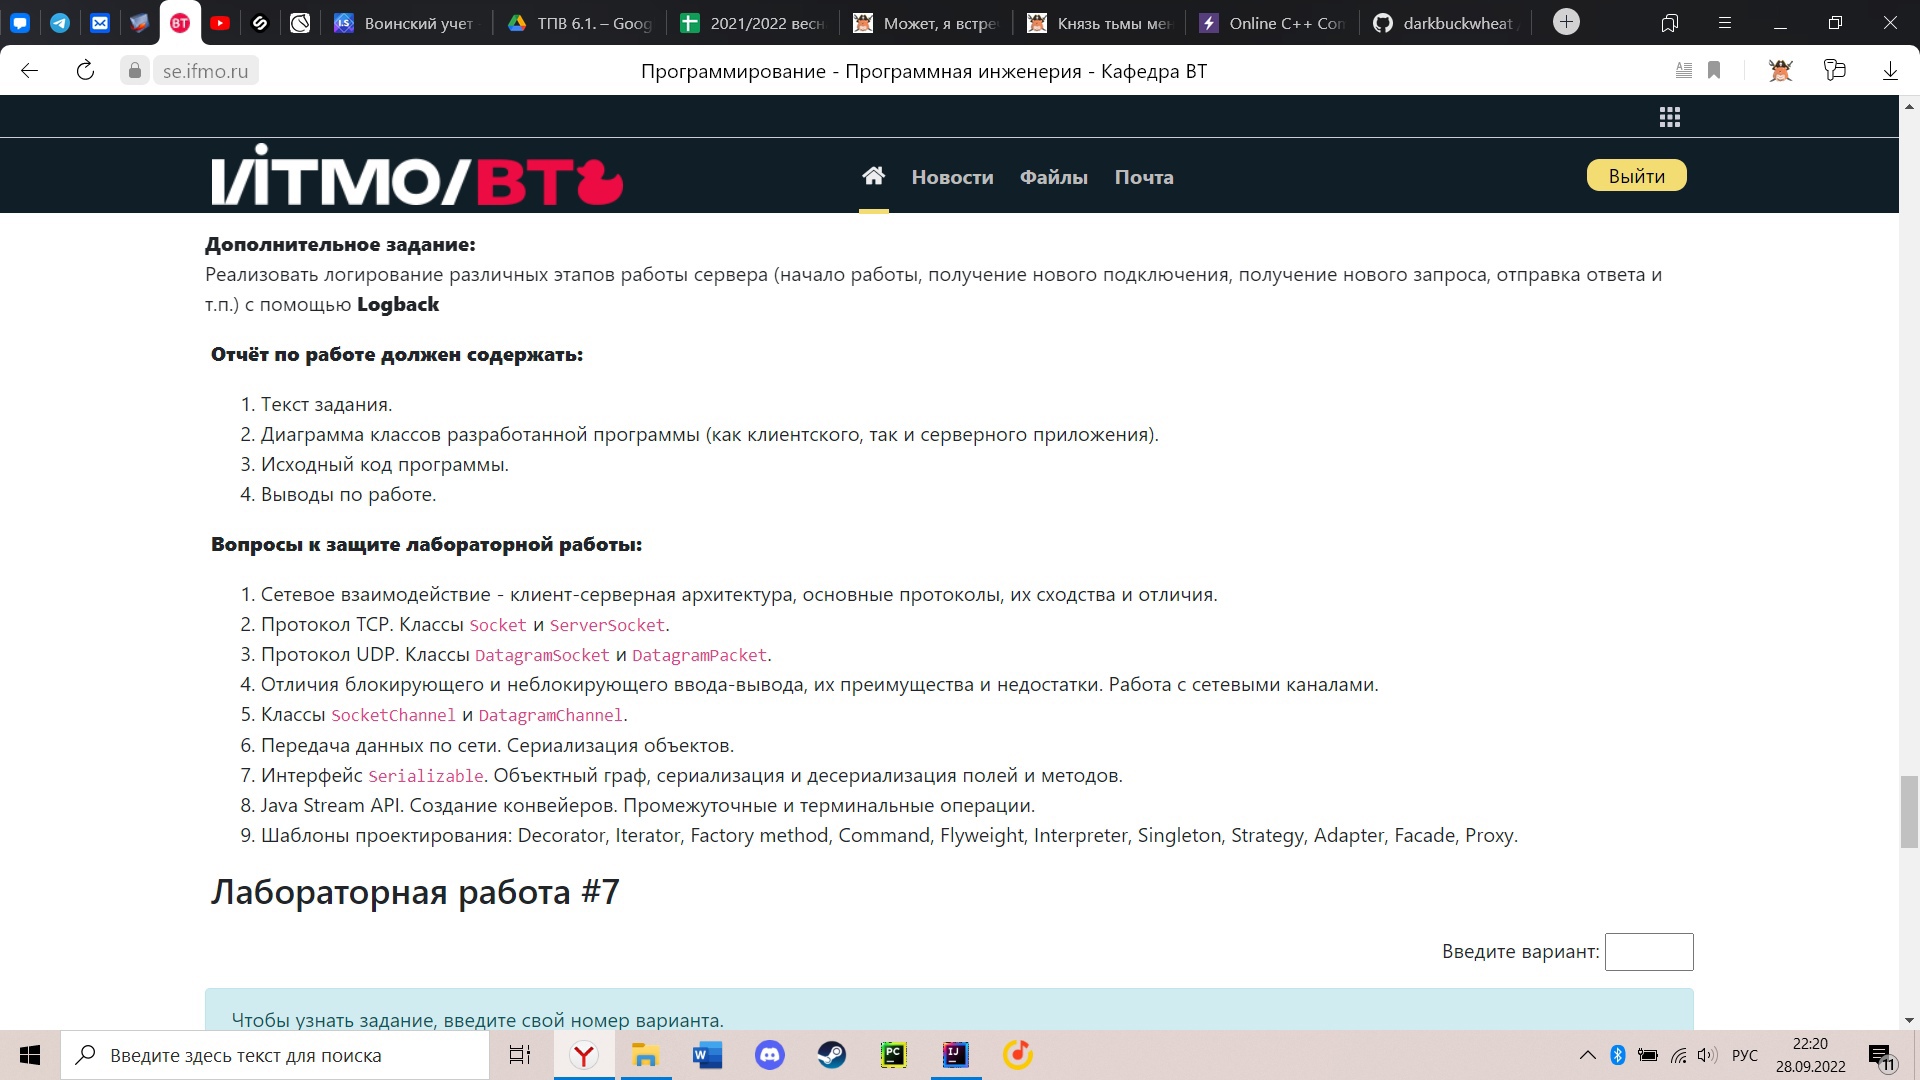 Воинский учет
ТПВ 6.1. – Goog
2021/2022 весн
Может, я встре
Князь тьмы мен
Online C++ Com
darkbuckwheat
se.ifmo.ru
Программирование - Программная инженерия - Кафедра ВТ
ИТМО/ВТ
Новости
Файлы
Почта
Выйти
Дополнительное задание:
Реализовать логирование различных этапов работы сервера (начало работы, получение нового подключения, получение нового запроса, отправка ответа и
т.п.) с помощью Logback
Отчёт по работе должен содержать:
1. Текст задания.
2. Диаграмма классов разработанной программы (как клиентского, так и серверного приложения).
3. Исходный код программы.
4. Выводы по работе.
Вопросы к защите лабораторной работы:
1. Сетевое взаимодействие - клиент-серверная архитектура, основные протоколы, их сходства и отличия.
2. Протокол TCP. Классы Socket и ServerSocket.
3. Протокол UDP. Классы DatagramSocket и DatagramPacket.
4. Отличия блокирующего и неблокирующего ввода-вывода, их преимущества и недостатки. Работа с сетевыми каналами.
5. Классы SocketChannel и DatagramChannel.
6. Передача данных по сети. Сериализация объектов.
7. Интерфейс Serializable. Объектный граф, сериализация и десериализация полей и методов.
8. Java Stream API. Создание конвейеров. Промежуточные и терминальные операции.
9. Шаблоны проектирования: Decorator, Iterator, Factory method, Command, Flyweight, Interpreter, Singleton, Strategy, Adapter, Facade, Proxy.
Лабораторная работа #7
Введите вариант:
Чтобы узнать задание, введите свой номер варианта.
Введите здесь текст для поиска
РУС
22:20
28.09.2022
11